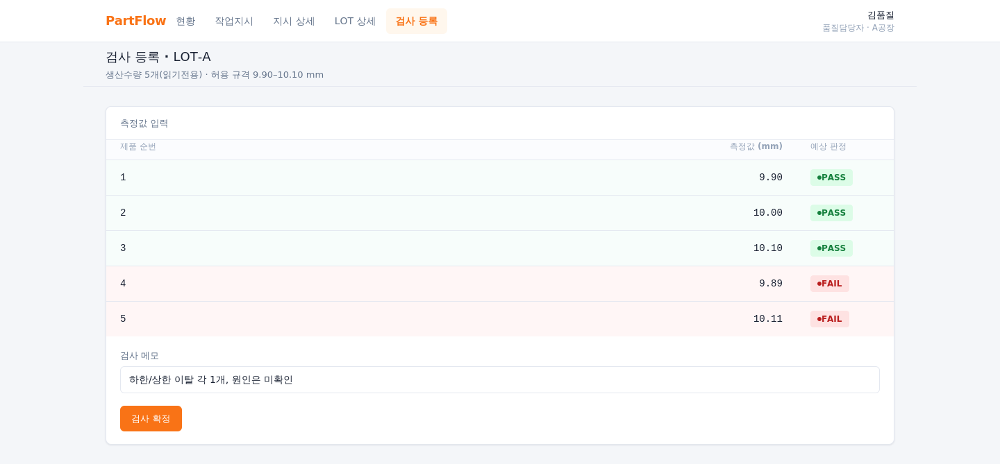 PartFlow 현황 작업지시 지시 상세 LOT 상세 검사 등록
김품질
품질담당자 · A공장
검사 등록 · LOT-A
생산수량 5개(읽기전용) · 허용 규격 9.90–10.10 mm
측정값 입력
제품 순번 측정값 (mm) 예상 판정
1 9.90 •PASS
2 10.00 •PASS
3 10.10 •PASS
4 9.89 •FAIL
5 10.11 •FAIL
검사 메모
하한/상한 이탈 각 1개, 원인은 미확인
검사 확정